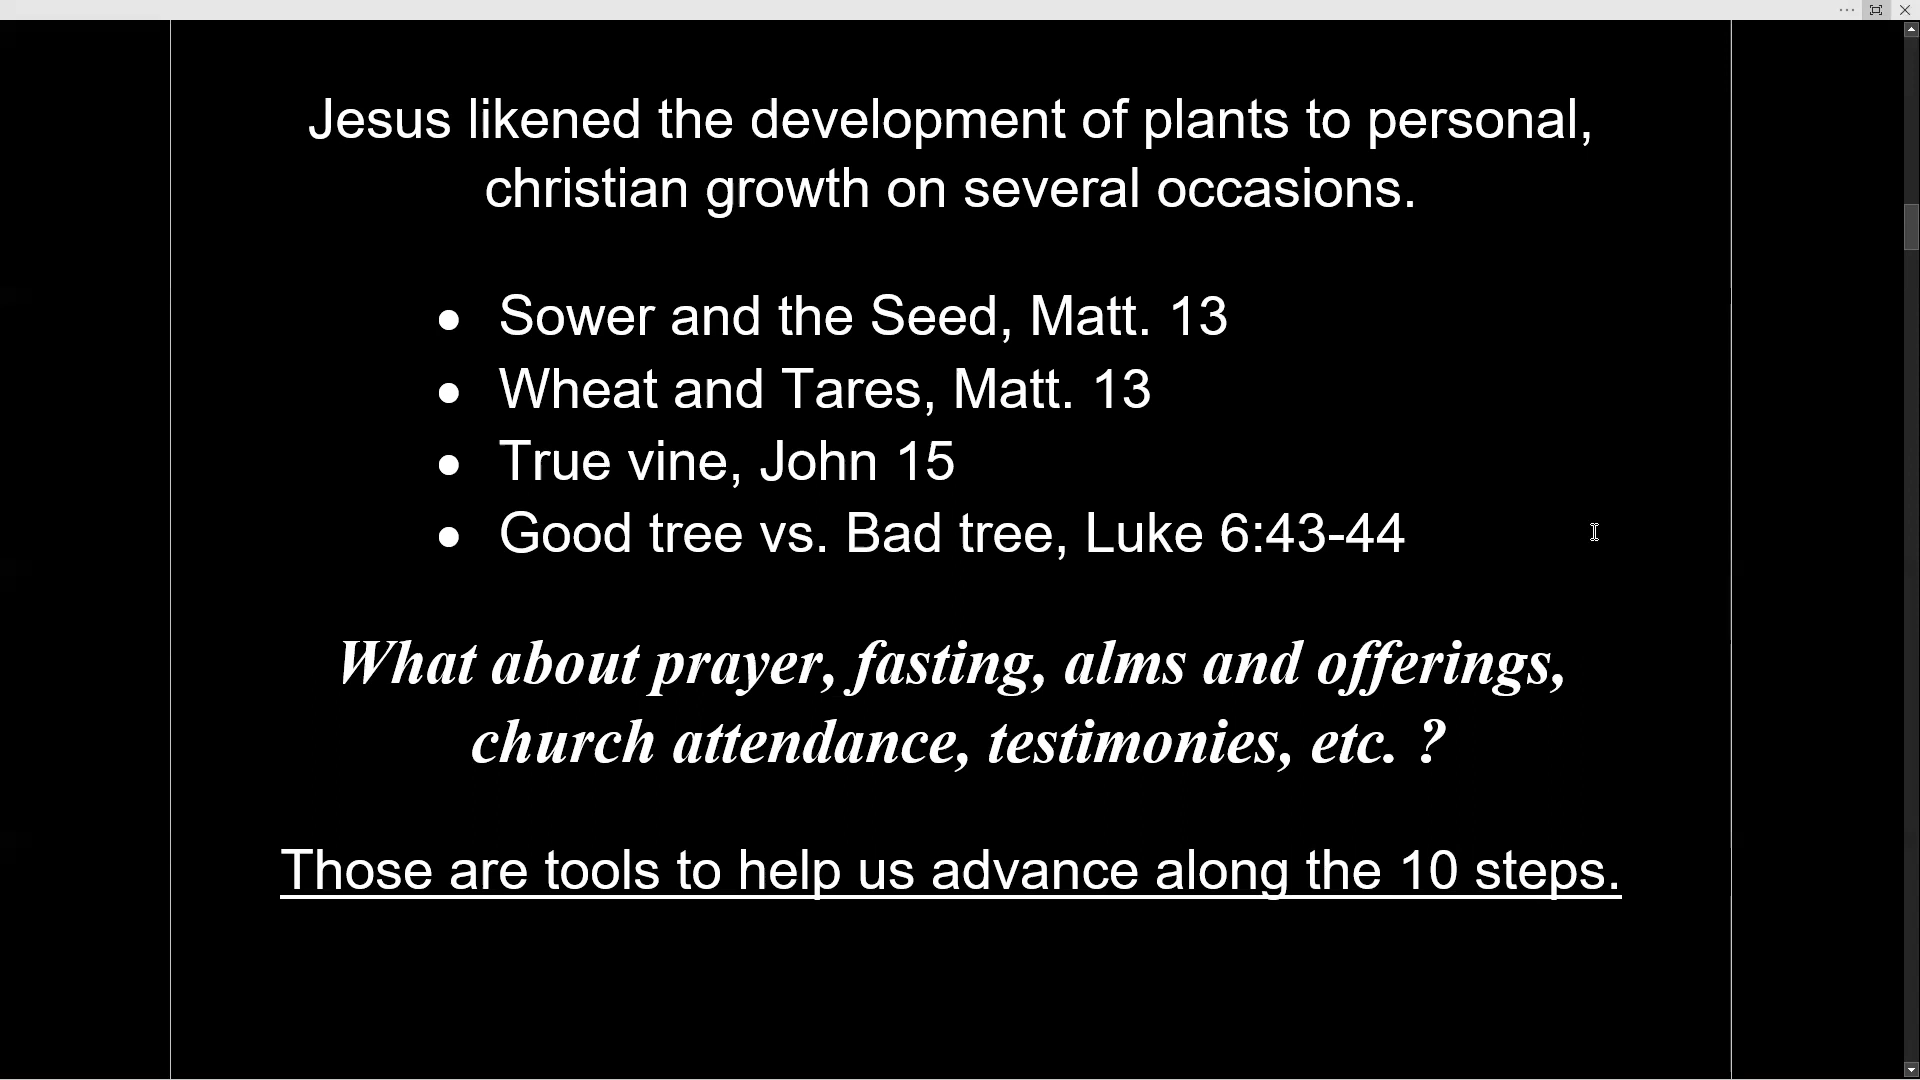 Jesus likened the development of plants to personal,
christian growth on several occasions.
● Sower and the Seed, Matt. 13
● Wheat and Tares, Matt. 13
● True vine, John 15
● Good tree vs. Bad tree, Luke 6:43-44
What about prayer, fasting, alms and offerings,
church attendance, testimonies, etc. ?
Those are tools to help us advance along the 10 steps.